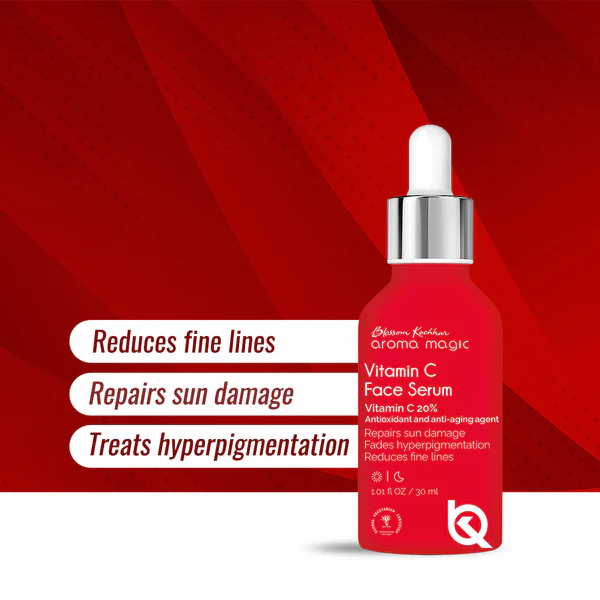 Blossom Kochhar
aroma magic
Vitamin C
Face Serum
Vitamin C 20%
Antioxidant and anti-aging agent
Repairs sun damage
Fades hyperpigmentation
Reduces fine lines
1.01 fl OZ / 30 ml
Reduces fine lines
Repairs sun damage
Treats hyperpigmentation